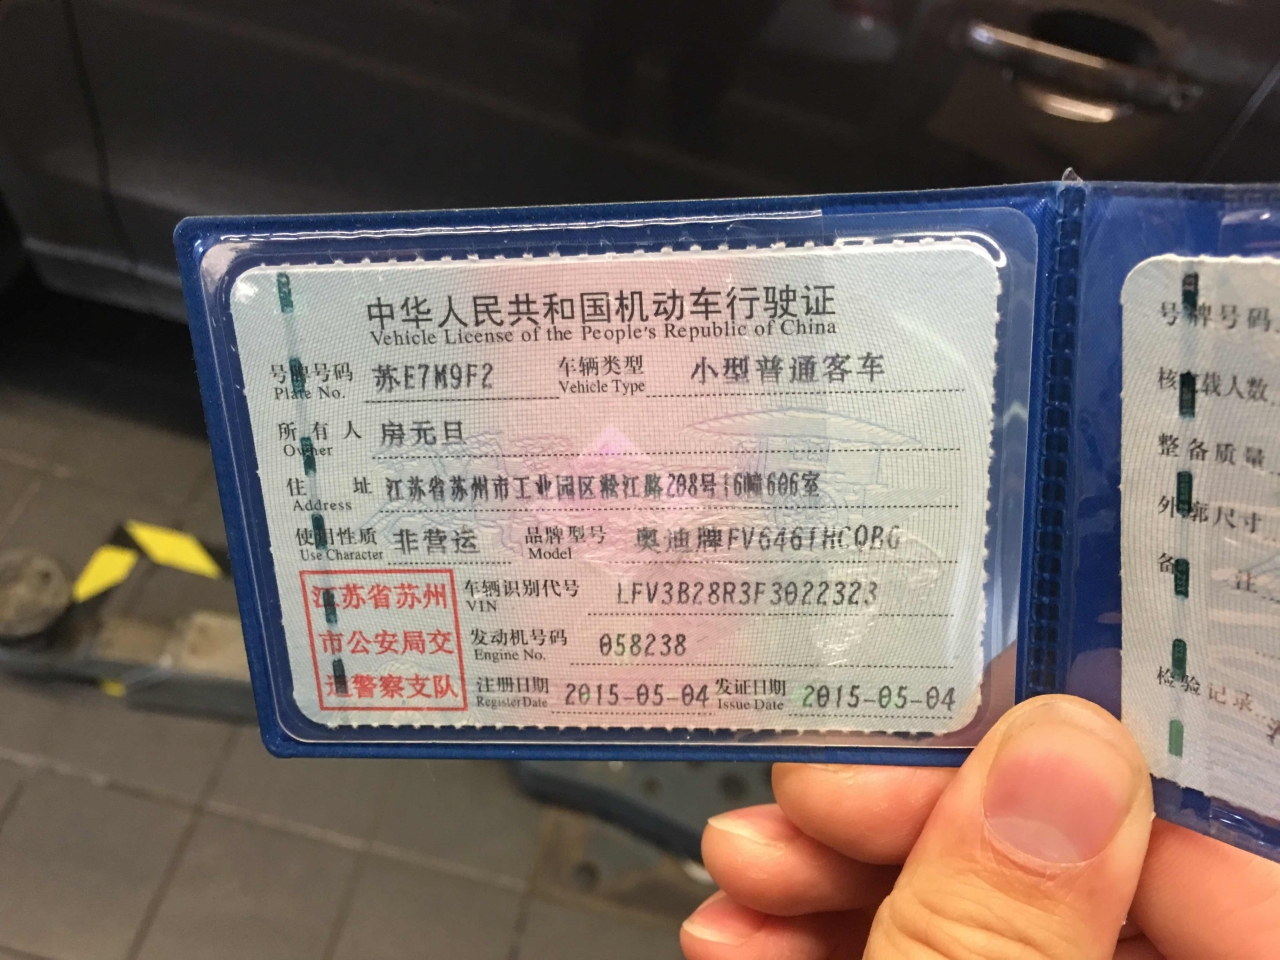 中华人民共和国机动车行驶证
Vehicle License of the People's Republic of China
号牌号码 苏E7M9F2 车辆类型 小型普通客车
Plate No. Vehicle Type
所有人 房元旦
Owner
住址 江苏省苏州市工业园区淞江路208号16幢606室
Address
使用性质 非营运 品牌型号 奥迪牌FV6461HCQBG
Use Character Model
车辆识别代号 LFV3B28R3F3022323
VIN
发动机号码 058238
Engine No.
注册日期 2015-05-04 发证日期 2015-05-04
Register Date Issue Date
江苏省苏州
市公安局交
通警察支队
号牌号码
核定载人数
整备质量
外廓尺寸
备注
检验记录